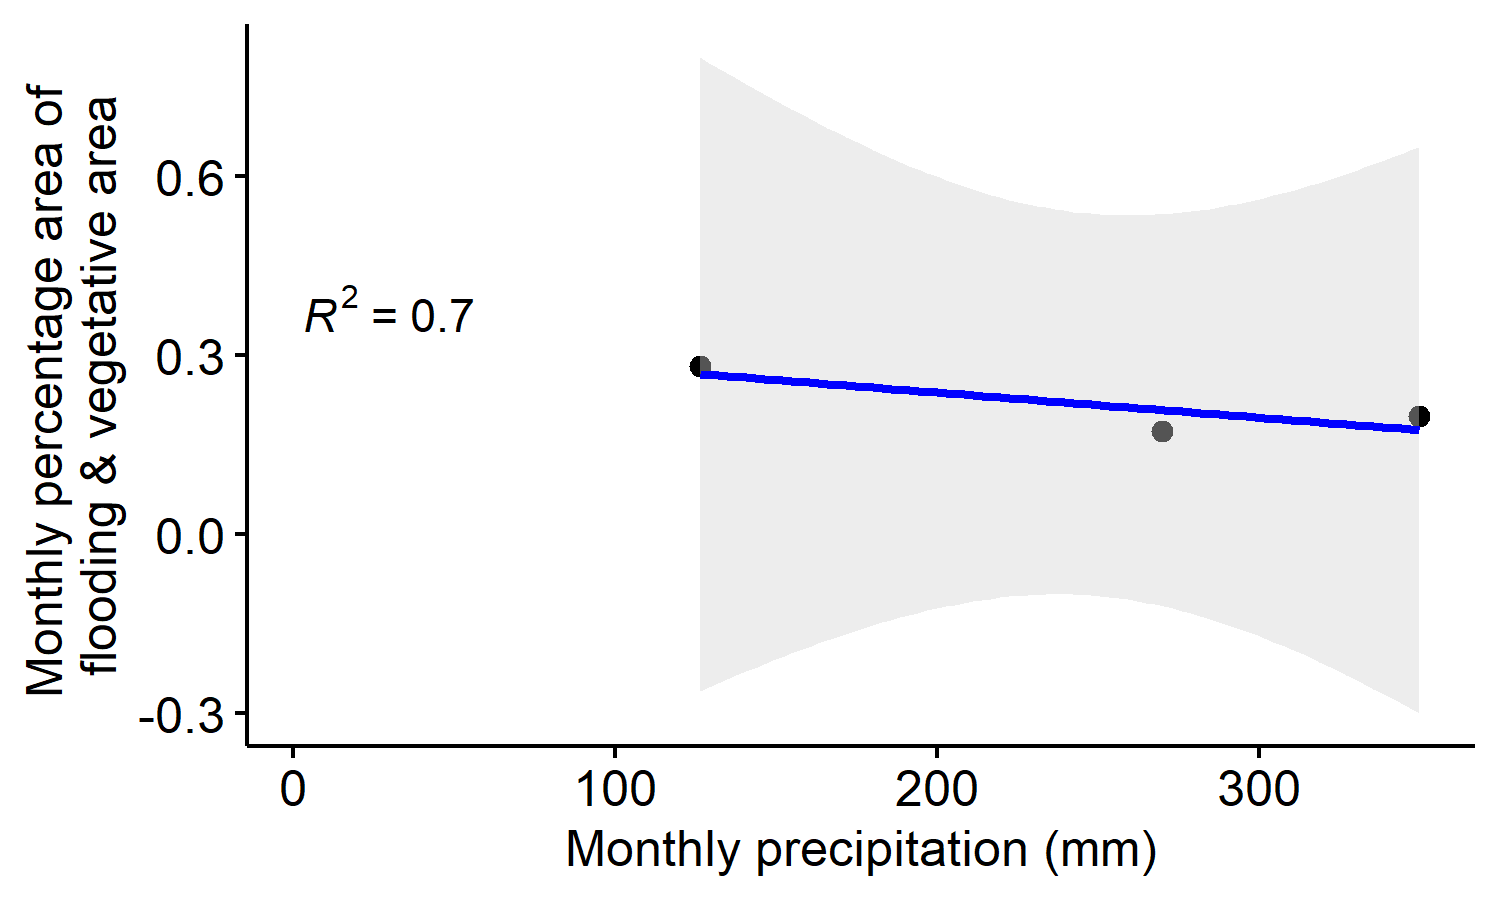 Monthly percentage area of
flooding & vegetative area
0.6
0.3
0.0
-0.3
R² = 0.7
0 100 200 300
Monthly precipitation (mm)